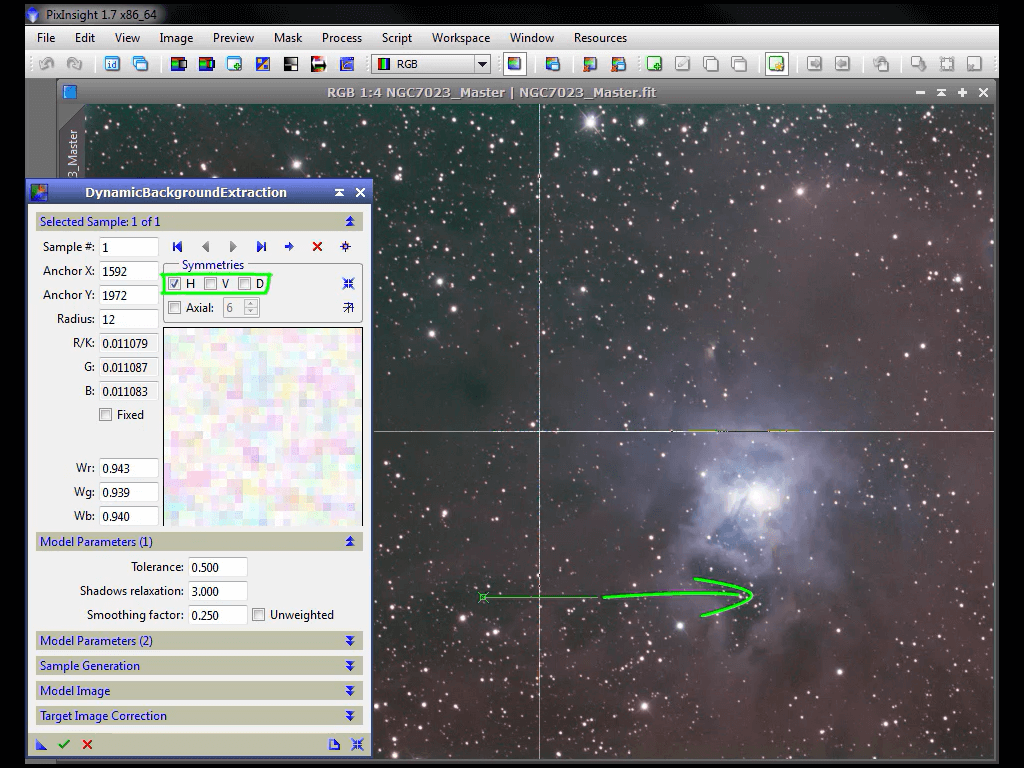 PixInsight 1.7 x86_64
File Edit View Image Preview Mask Process Script Workspace Window Resources
id RGB
RGB 1:4 NGC7023_Master | NGC7023_Master.fit
3_Master
DynamicBackgroundExtraction
Selected Sample: 1 of 1
Sample #: 1
Symmetries
Anchor X: 1592
H V D
Anchor Y: 1972
Axial: 6
Radius: 12
R/K: 0.011079
G: 0.011087
B: 0.011083
Fixed
Wr: 0.943
Wg: 0.939
Wb: 0.940
Model Parameters (1)
Tolerance: 0.500
Shadows relaxation: 3.000
Smoothing factor: 0.250 Unweighted
Model Parameters (2)
Sample Generation
Model Image
Target Image Correction